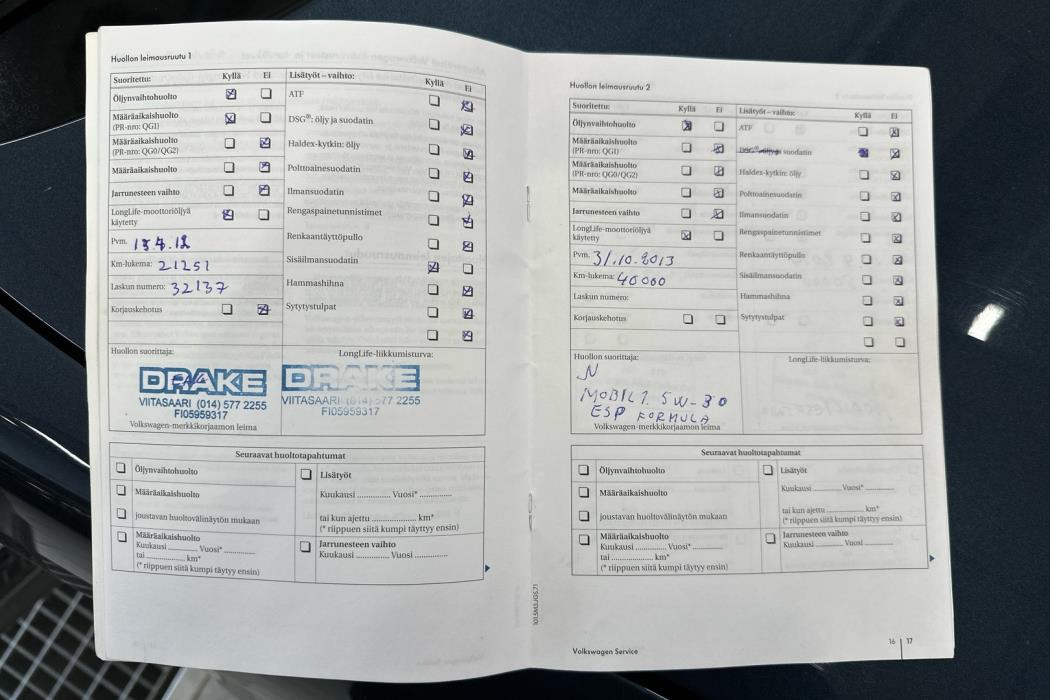 Huollon leimausruutu 1
Suoritettu: Kyllä Ei
Öljynvaihtohuolto
Määräaikaishuolto
(PR-nro: QG1)
Määräaikaishuolto
(PR-nro: QG0/QG2)
Määräaikaishuolto
Jarrunesteen vaihto
LongLife-moottoriöljyä
käytetty
Pvm. 13.4.12
Km-lukema: 21251
Laskun numero: 32137
Korjauskehotus
Lisätyöt – vaihto: Kyllä Ei
ATF
DSG®: öljy ja suodatin
Haldex-kytkin: öljy
Polttoainesuodatin
Ilmansuodatin
Rengaspainetunnistimet
Renkaantäyttöpullo
Sisäilmansuodatin
Hammashihna
Sytytystulpat
Huollon suorittaja:
DRAKE
VIITASAARI (014) 577 2255
FI05959317
Volkswagen-merkkikorjaamon leima
LongLife-liikkumisturva:
DRAKE
VIITASAARI (014) 577 2255
FI05959317
Seuraavat huoltotapahtumat
Öljynvaihtohuolto
Määräaikaishuolto
joustavan huoltovälinäytön mukaan
Määräaikaishuolto
Kuukausi .............. Vuosi* ..............
tai .................. km*
(* riippuen siitä kumpi täytyy ensin)
Lisätyöt
Kuukausi .............. Vuosi* ..............
tai kun ajettu .................. km*
(* riippuen siitä kumpi täyttyy ensin)
Jarrunesteen vaihto
Kuukausi .............. Vuosi ..............
Huollon leimausruutu 2
Suoritettu: Kyllä Ei
Öljynvaihtohuolto
Määräaikaishuolto
(PR-nro: QG1)
Määräaikaishuolto
(PR-nro: QG0/QG2)
Määräaikaishuolto
Jarrunesteen vaihto
LongLife-moottoriöljyä
käytetty
Pvm. 31.10.2013
Km-lukema: 40000
Laskun numero:
Korjauskehotus
Lisätyöt – vaihto: Kyllä Ei
ATF
DSG®: öljy ja suodatin
Haldex-kytkin: öljy
Polttoainesuodatin
Ilmansuodatin
Rengaspainetunnistimet
Renkaantäyttöpullo
Sisäilmansuodatin
Hammashihna
Sytytystulpat
Huollon suorittaja:
N
MOBIL 1. 5W-30
ESP FORMULA
Volkswagen-merkkikorjaamon leima
LongLife-liikkumisturva:
Seuraavat huoltotapahtumat
Öljynvaihtohuolto
Määräaikaishuolto
joustavan huoltovälinäytön mukaan
Määräaikaishuolto
Kuukausi .............. Vuosi* ..............
tai .................. km*
(* riippuen siitä kumpi täytyy ensin)
Lisätyöt
Kuukausi .............. Vuosi* ..............
tai kun ajettu .................. km*
(* riippuen siitä kumpi täyttyy ensin)
Jarrunesteen vaihto
Kuukausi .............. Vuosi ..............
Volkswagen Service
16 | 17